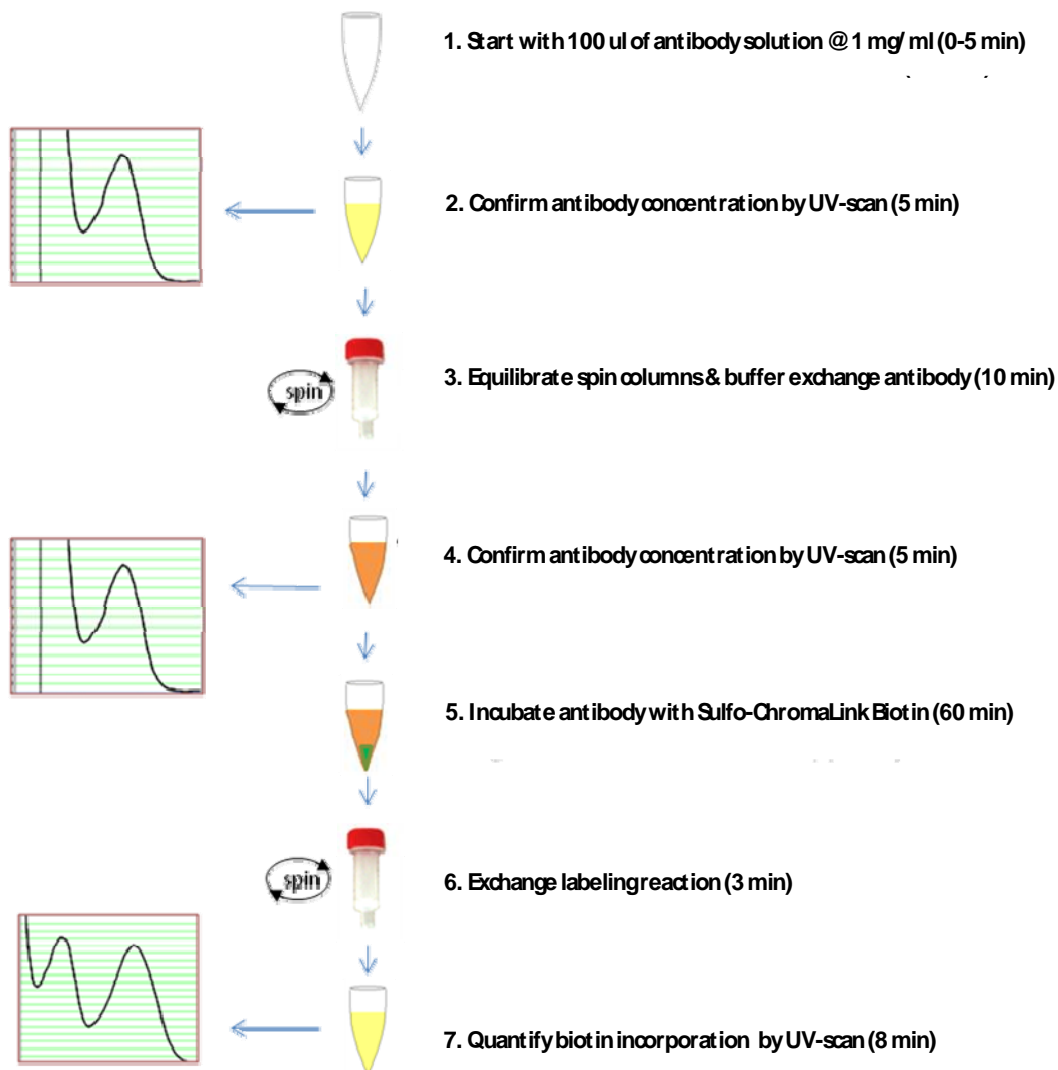 1. Start with 100 ul of antibody solution @ 1 mg/ml (0-5 min)
2. Confirm antibody concentration by UV-scan (5 min)
spin
3. Equilibrate spin columns & buffer exchange antibody (10 min)
4. Confirm antibody concentration by UV-scan (5 min)
5. Incubate antibody with Sulfo-ChromaLink Biotin (60 min)
spin
6. Exchange labeling reaction (3 min)
7. Quantify biotin incorporation by UV-scan (8 min)